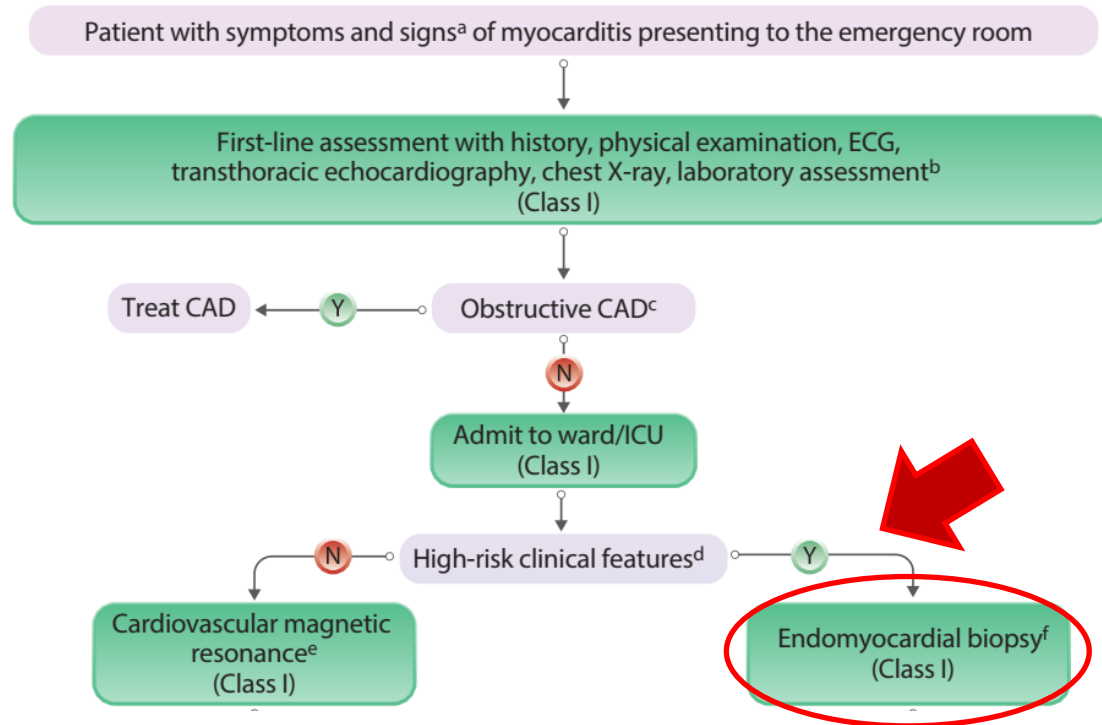 Patient with symptoms and signsᵃ of myocarditis presenting to the emergency room
First-line assessment with history, physical examination, ECG,
transthoracic echocardiography, chest X-ray, laboratory assessmentᵇ
(Class I)
Treat CAD
Y
Obstructive CADᶜ
N
Admit to ward/ICU
(Class I)
N
High-risk clinical featuresᵈ
Y
Cardiovascular magnetic
resonanceᵉ
(Class I)
Endomyocardial biopsyᶠ
(Class I)